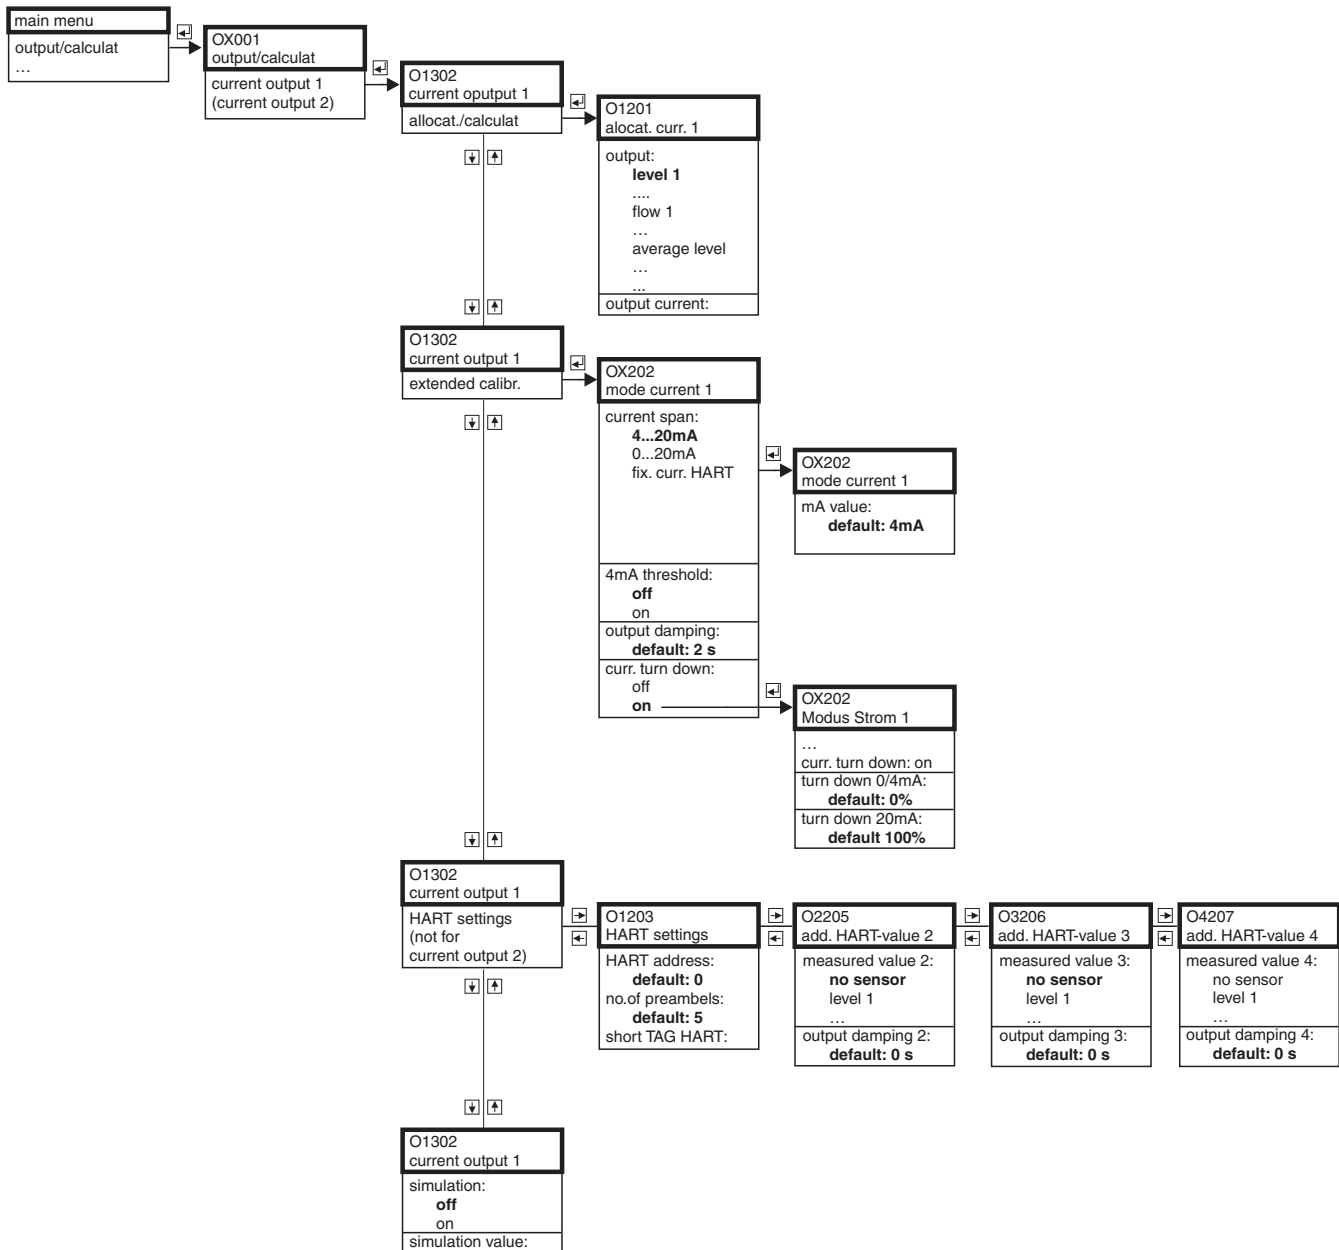 main menu
output/calculat
…
OX001
output/calculat
current output 1
(current output 2)
O1302
current oputput 1
allocat./calculat
O1201
alocat. curr. 1
output:
level 1
....
flow 1
…
average level
…
...
output current:
O1302
current output 1
extended calibr.
OX202
mode current 1
current span:
4...20mA
0...20mA
fix. curr. HART
4mA threshold:
off
on
output damping:
default: 2 s
curr. turn down:
off
on
OX202
mode current 1
mA value:
default: 4mA
OX202
Modus Strom 1
…
curr. turn down: on
turn down 0/4mA:
default: 0%
turn down 20mA:
default 100%
O1302
current output 1
HART settings
(not for
current output 2)
O1203
HART settings
HART address:
default: 0
no.of preambels:
default: 5
short TAG HART:
O2205
add. HART-value 2
measured value 2:
no sensor
level 1
…
output damping 2:
default: 0 s
O3206
add. HART-value 3
measured value 3:
no sensor
level 1
…
output damping 3:
default: 0 s
O4207
add. HART-value 4
measured value 4:
no sensor
level 1
…
output damping 4:
default: 0 s
O1302
current output 1
simulation:
off
on
simulation value: